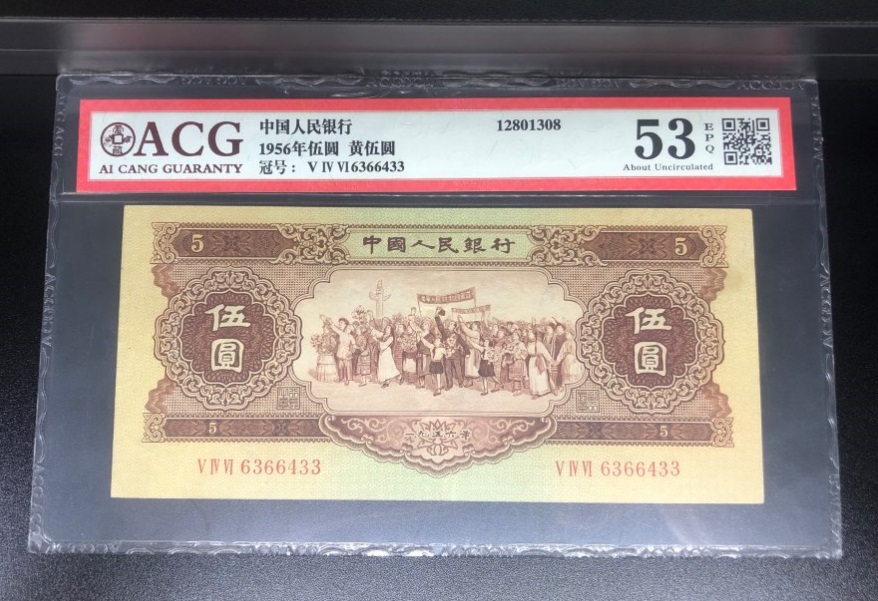 ACG
AI CANG GUARANTY
中国人民银行
1956年伍圆 黄伍圆
冠号：V IV VI 6366433
12801308
53
EPQ
About Uncirculated
5 中國人民銀行 5
伍圓 伍圓
5 5
V IV VI 6366433 V IV VI 6366433